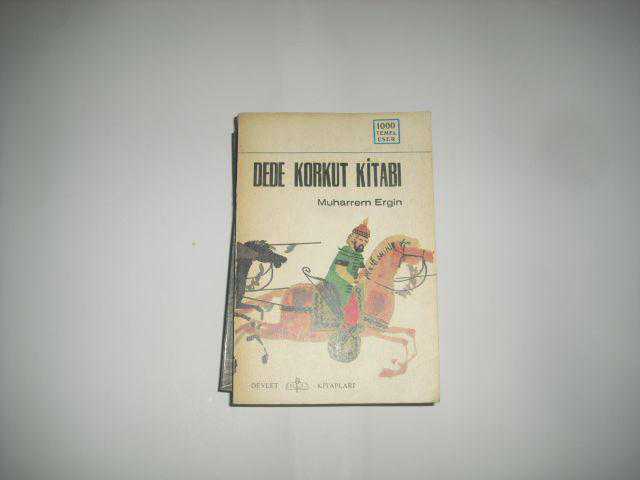 1000
TEMEL
ESER
DEDE KORKUT KİTABI
Muharrem Ergin
DEVLET KİTAPLARI